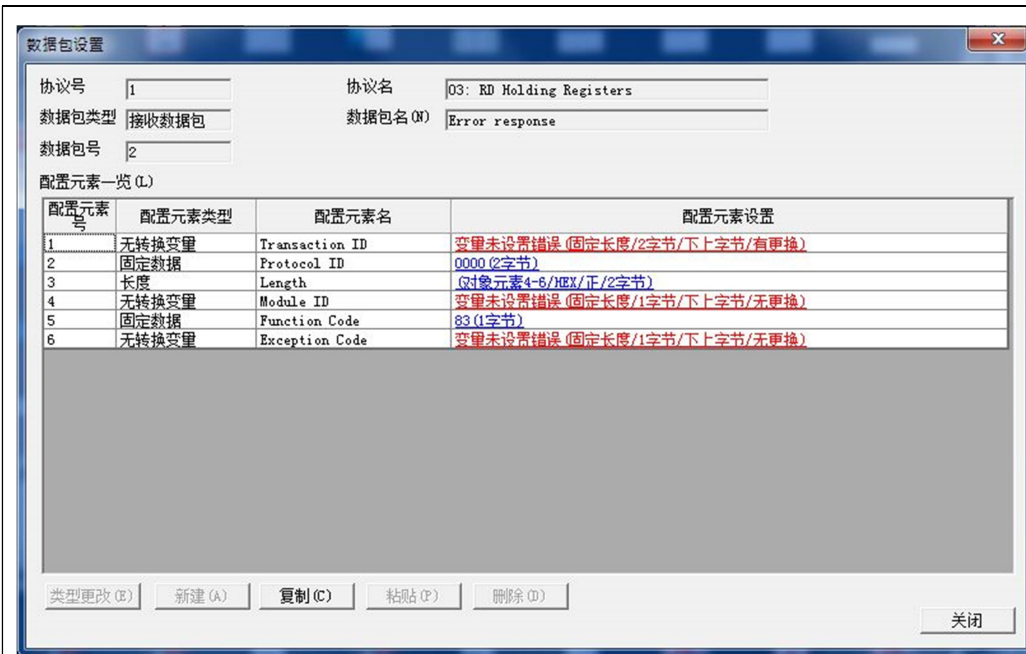 数据包设置
协议号 1 协议名 03: RD Holding Registers
数据包类型 接收数据包 数据包名(N) Error response
数据包号 2
配置元素一览(L)
配置元素号 配置元素类型 配置元素名 配置元素设置
1 无转换变量 Transaction ID 变量未设置错误(固定长度/2字节/下上字节/有更换)
2 固定数据 Protocol ID 0000(2字节)
3 长度 Length (对象元素4-6/HEX/正/2字节)
4 无转换变量 Module ID 变量未设置错误(固定长度/1字节/下上字节/无更换)
5 固定数据 Function Code 83(1字节)
6 无转换变量 Exception Code 变量未设置错误(固定长度/1字节/下上字节/无更换)
类型更改(E) 新建(A) 复制(C) 粘贴(P) 删除(D)
关闭